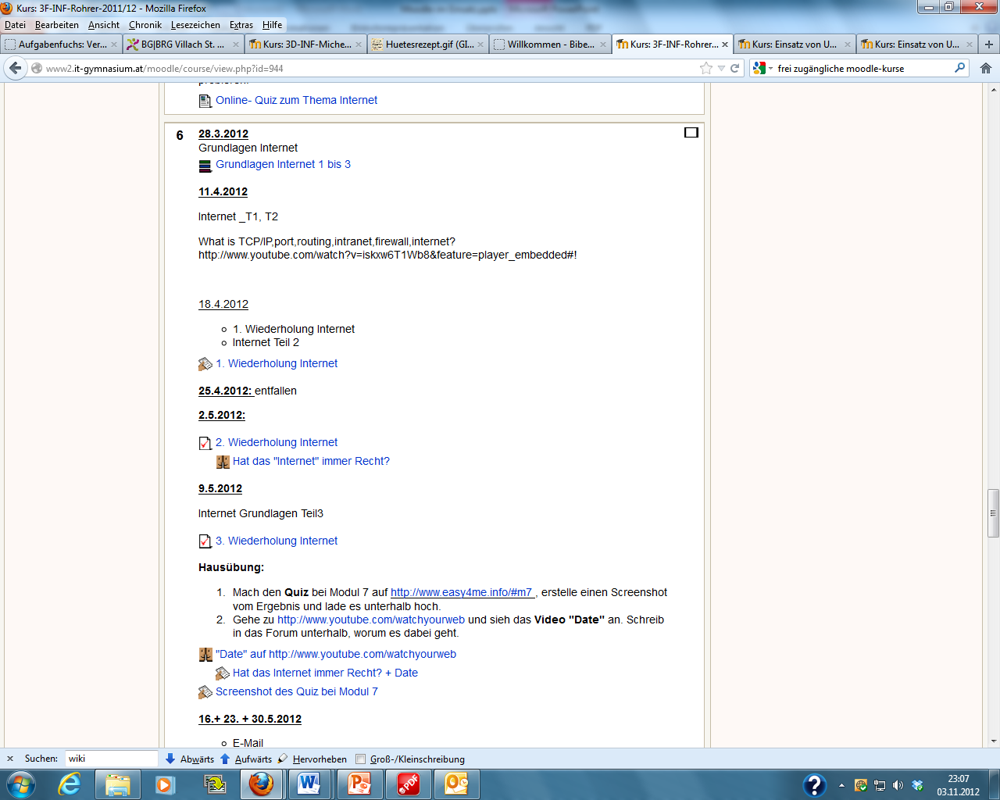 Kurs: 3F-INF-Rohrer-2011/12 - Mozilla Firefox
Datei Bearbeiten Ansicht Chronik Lesezeichen Extras Hilfe
Aufgabenfuchs: Ver...
BG|BRG Villach St. ...
Kurs: 3D-INF-Miche...
Huetesrezept.gif (GI...
Willkommen - Bibe...
Kurs: 3F-INF-Rohrer...
Kurs: Einsatz von U...
Kurs: Einsatz von U...
www2.it-gymnasium.at/moodle/course/view.php?id=944
frei zugängliche moodle-kurse
probieren.
Online- Quiz zum Thema Internet
6 28.3.2012
Grundlagen Internet
Grundlagen Internet 1 bis 3
11.4.2012
Internet _T1, T2
What is TCP/IP,port,routing,intranet,firewall,internet?
http://www.youtube.com/watch?v=iskxw6T1Wb8&feature=player_embedded#!
18.4.2012
1. Wiederholung Internet
Internet Teil 2
1. Wiederholung Internet
25.4.2012: entfallen
2.5.2012:
2. Wiederholung Internet
Hat das "Internet" immer Recht?
9.5.2012
Internet Grundlagen Teil3
3. Wiederholung Internet
Hausübung:
1. Mach den Quiz bei Modul 7 auf http://www.easy4me.info/#m7 , erstelle einen Screenshot
vom Ergebnis und lade es unterhalb hoch.
2. Gehe zu http://www.youtube.com/watchyourweb und sieh das Video "Date" an. Schreib
in das Forum unterhalb, worum es dabei geht.
"Date" auf http://www.youtube.com/watchyourweb
Hat das Internet immer Recht? + Date
Screenshot des Quiz bei Modul 7
16.+ 23. + 30.5.2012
E-Mail
Suchen: wiki Abwärts Aufwärts Hervorheben Groß-/Kleinschreibung
23:07
03.11.2012